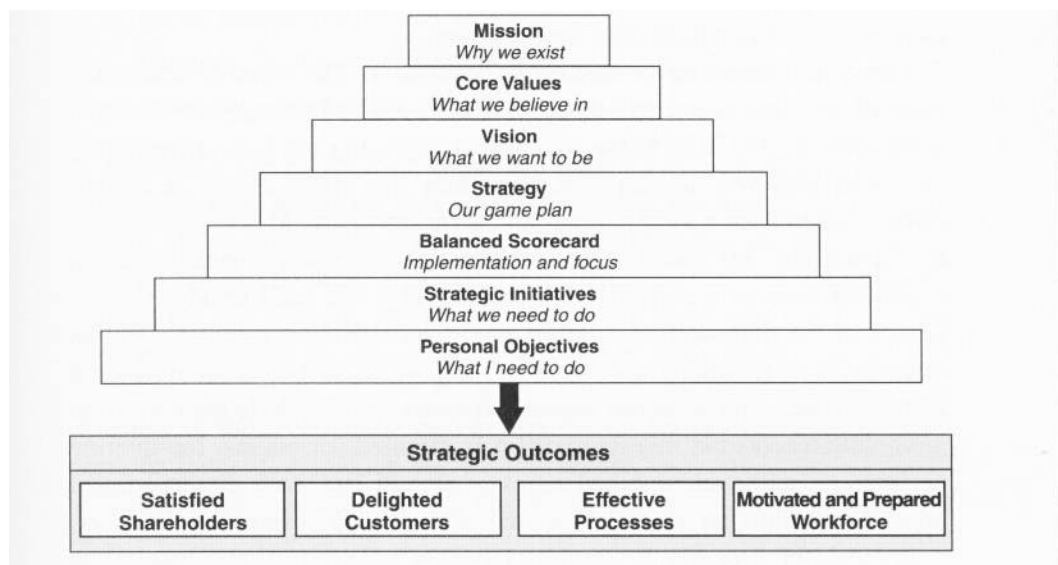 Mission
Why we exist
Core Values
What we believe in
Vision
What we want to be
Strategy
Our game plan
Balanced Scorecard
Implementation and focus
Strategic Initiatives
What we need to do
Personal Objectives
What I need to do
Strategic Outcomes
Satisfied
Shareholders
Delighted
Customers
Effective
Processes
Motivated and Prepared
Workforce